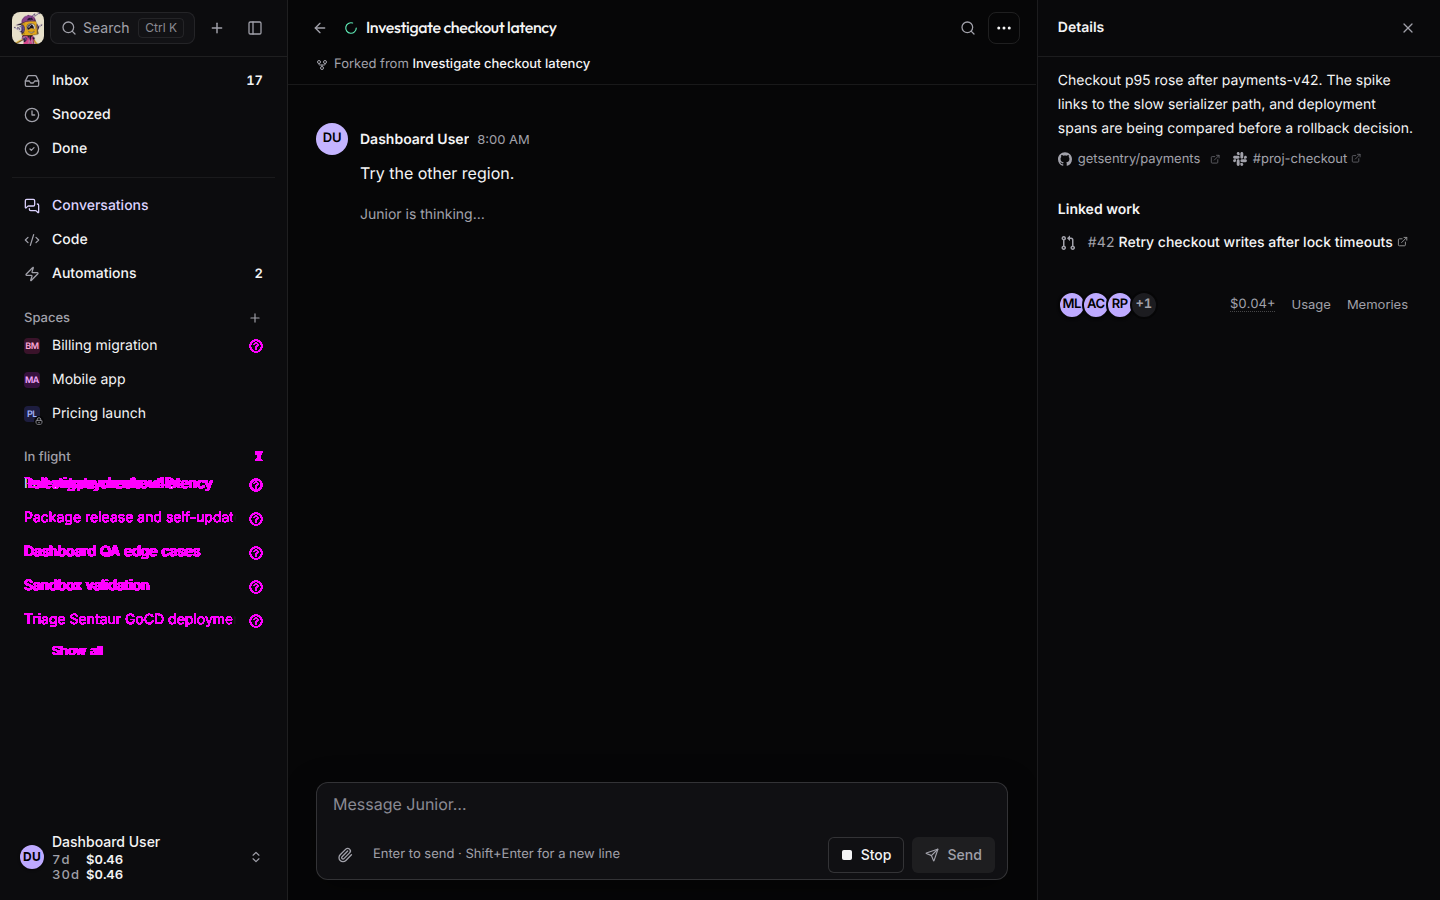 Search Ctrl K
Inbox 17
Snoozed
Done
Conversations
Code
Automations 2
Spaces
BM Billing migration
MA Mobile app
PL Pricing launch
In flight
Package release and self-updat
Dashboard QA edge cases
Sandbox validation
Triage Sentaur GoCD deployme
Show all
DU Dashboard User
7d $0.46
30d $0.46
Investigate checkout latency
Forked from Investigate checkout latency
DU Dashboard User 8:00 AM
Try the other region.
Junior is thinking...
Message Junior...
Enter to send · Shift+Enter for a new line
Stop
Send
Details
Checkout p95 rose after payments-v42. The spike
links to the slow serializer path, and deployment
spans are being compared before a rollback decision.
getsentry/payments #proj-checkout
Linked work
#42 Retry checkout writes after lock timeouts
ML AC RP +1 $0.04+ Usage Memories